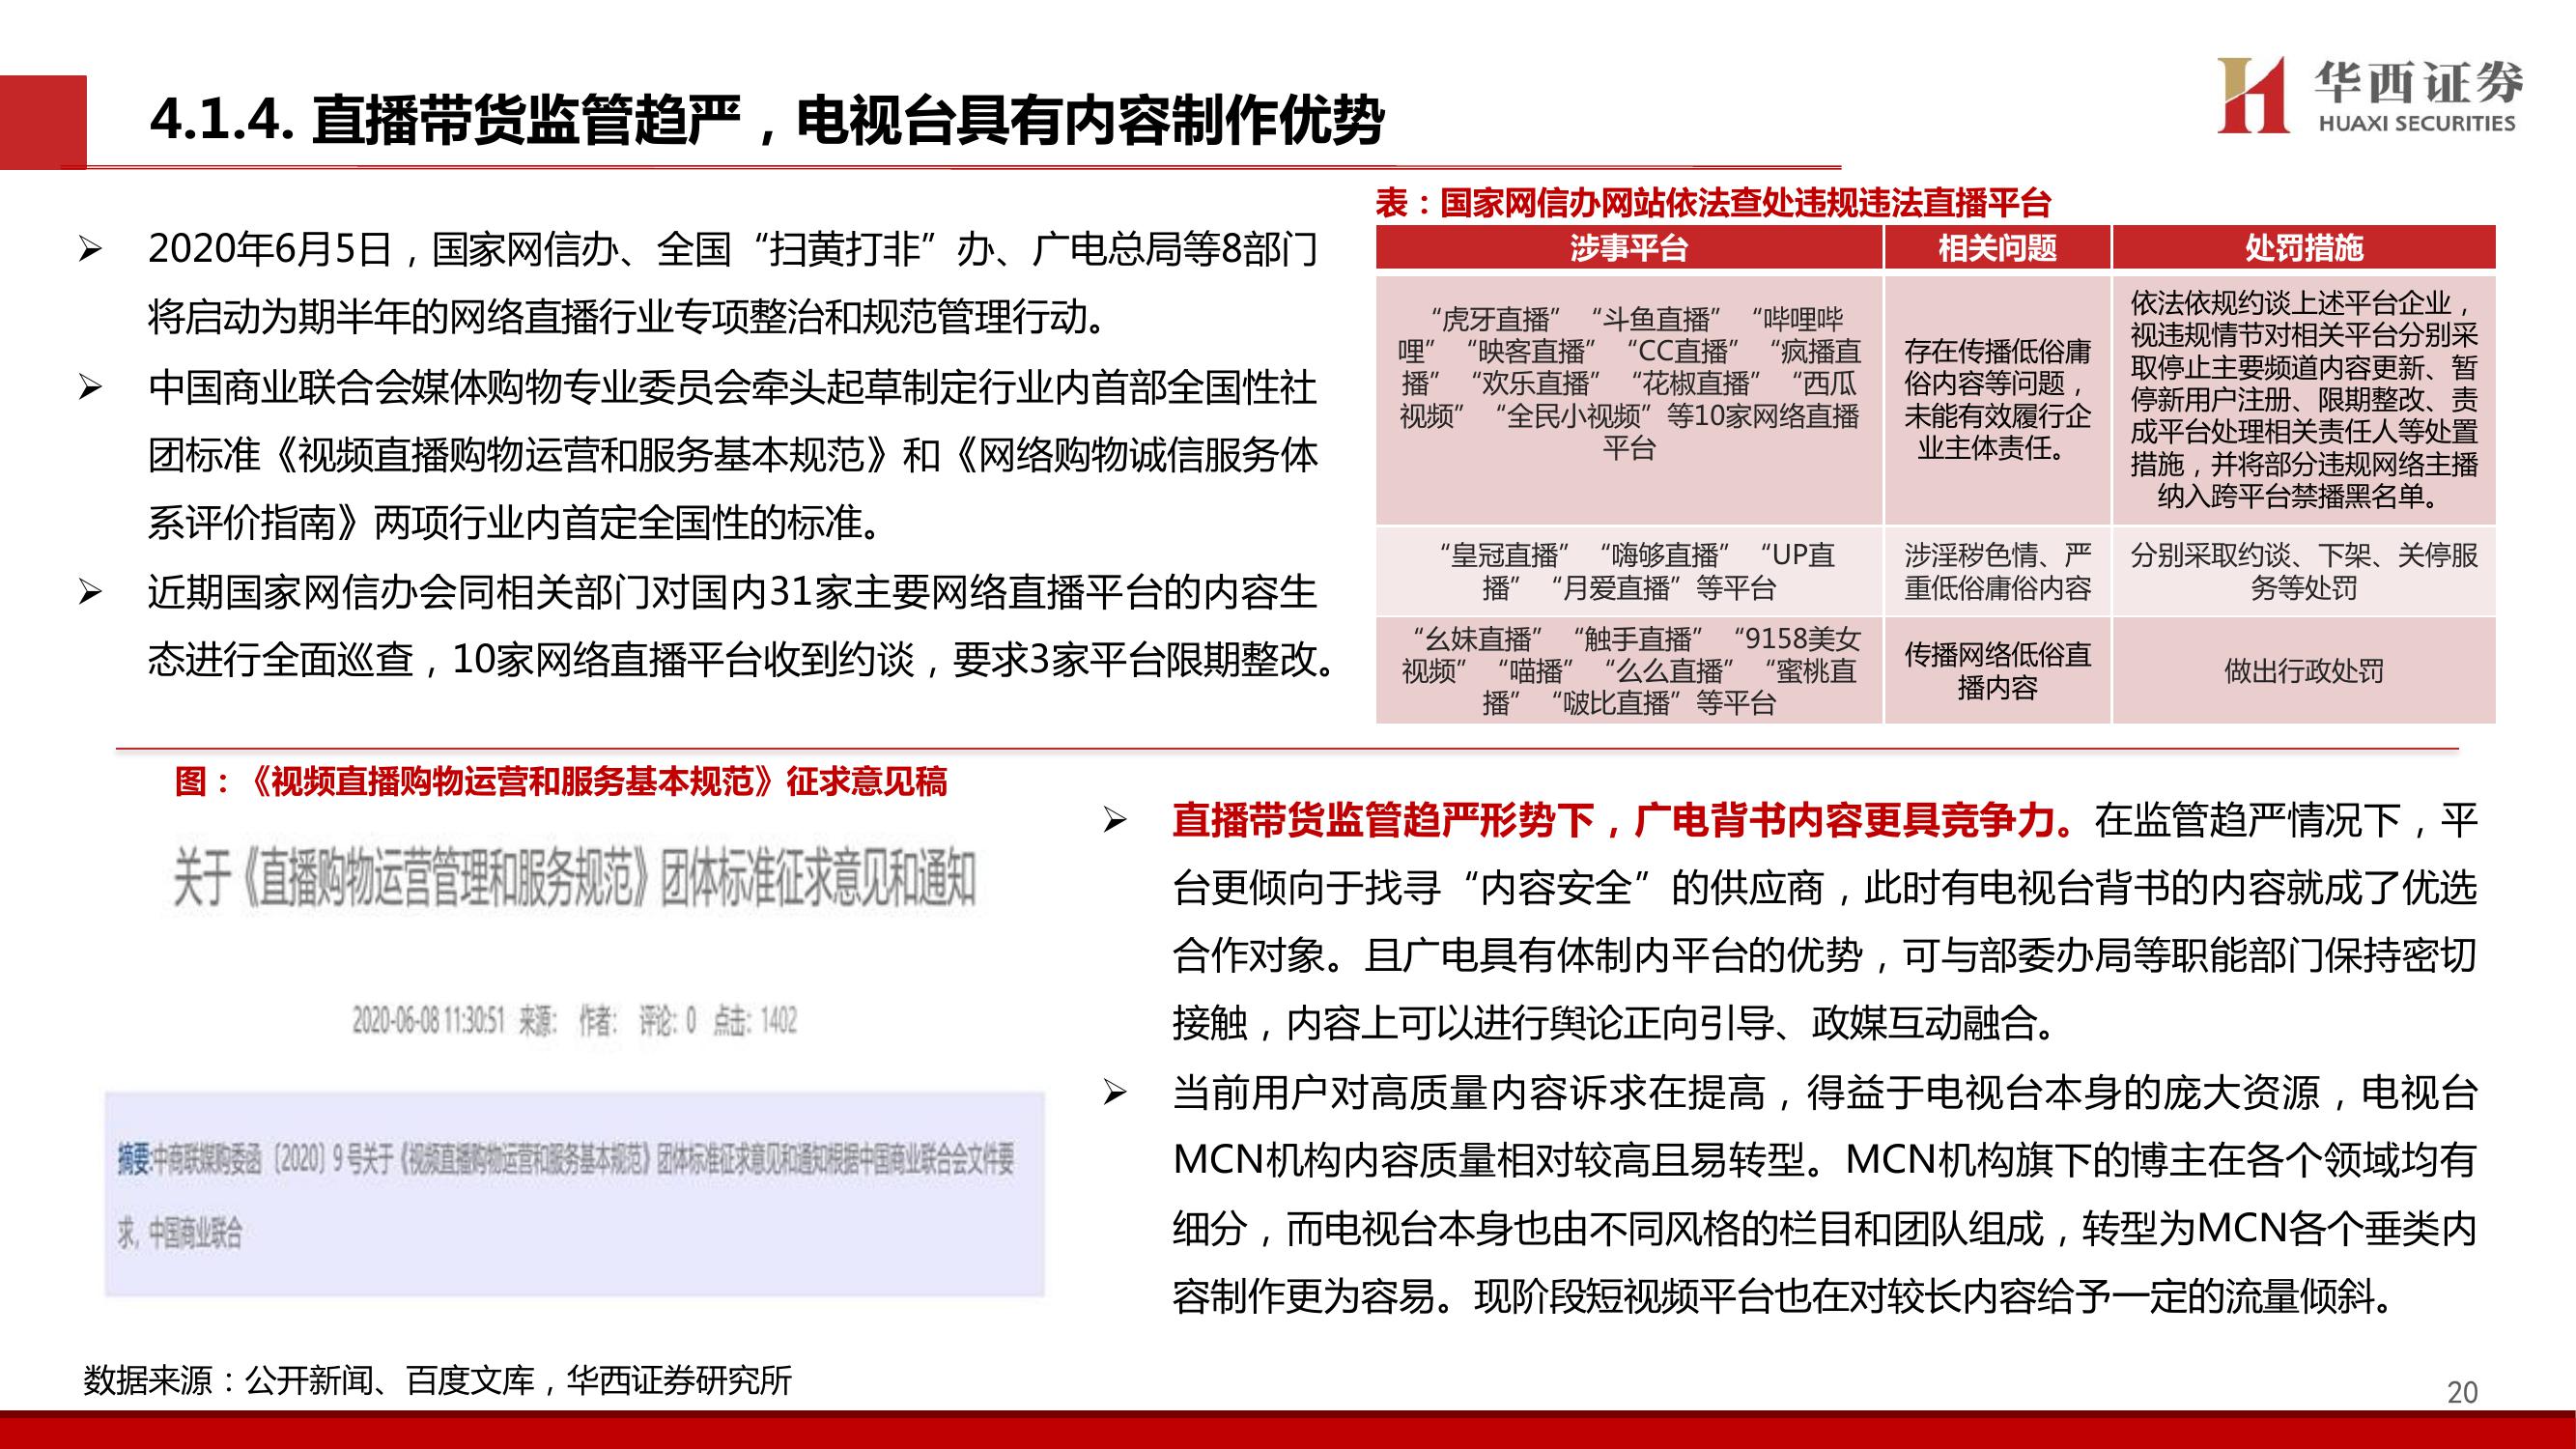 4.1.4. 直播带货监管趋严，电视台具有内容制作优势
华西证券
HUAXI SECURITIES
➢ 2020年6月5日，国家网信办、全国“扫黄打非”办、广电总局等8部门
将启动为期半年的网络直播行业专项整治和规范管理行动。
➢ 中国商业联合会媒体购物专业委员会牵头起草制定行业内首部全国性社
团标准《视频直播购物运营和服务基本规范》和《网络购物诚信服务体
系评价指南》两项行业内首定全国性的标准。
➢ 近期国家网信办会同相关部门对国内31家主要网络直播平台的内容生
态进行全面巡查，10家网络直播平台收到约谈，要求3家平台限期整改。
表：国家网信办网站依法查处违规违法直播平台
涉事平台 相关问题 处罚措施
“虎牙直播” “斗鱼直播” “哔哩哔
哩” “映客直播” “CC直播” “疯播直
播” “欢乐直播” “花椒直播” “西瓜
视频” “全民小视频”等10家网络直播
平台
存在传播低俗庸
俗内容等问题，
未能有效履行企
业主体责任。
依法依规约谈上述平台企业，
视违规情节对相关平台分别采
取停止主要频道内容更新、暂
停新用户注册、限期整改、责
成平台处理相关责任人等处置
措施，并将部分违规网络主播
纳入跨平台禁播黑名单。
“皇冠直播” “嗨够直播” “UP直
播” “月爱直播”等平台
涉淫秽色情、严
重低俗庸俗内容
分别采取约谈、下架、关停服
务等处罚
“幺妹直播” “触手直播” “9158美女
视频” “喵播” “么么直播” “蜜桃直
播” “啵比直播”等平台
传播网络低俗直
播内容
做出行政处罚
图：《视频直播购物运营和服务基本规范》征求意见稿
关于《直播购物运营管理和服务规范》团体标准征求意见和通知
2020-06-08 11:30:51 来源： 作者： 评论：0 点击：1402
摘要:中商联媒购委函〔2020〕9 号关于《视频直播购物运营和服务基本规范》团体标准征求意见和通知根据中国商业联合会文件要
求，中国商业联合
➢ 直播带货监管趋严形势下，广电背书内容更具竞争力。在监管趋严情况下，平
台更倾向于找寻“内容安全”的供应商，此时有电视台背书的内容就成了优选
合作对象。且广电具有体制内平台的优势，可与部委办局等职能部门保持密切
接触，内容上可以进行舆论正向引导、政媒互动融合。
➢ 当前用户对高质量内容诉求在提高，得益于电视台本身的庞大资源，电视台
MCN机构内容质量相对较高且易转型。MCN机构旗下的博主在各个领域均有
细分，而电视台本身也由不同风格的栏目和团队组成，转型为MCN各个垂类内
容制作更为容易。现阶段短视频平台也在对较长内容给予一定的流量倾斜。
数据来源：公开新闻、百度文库，华西证券研究所
20